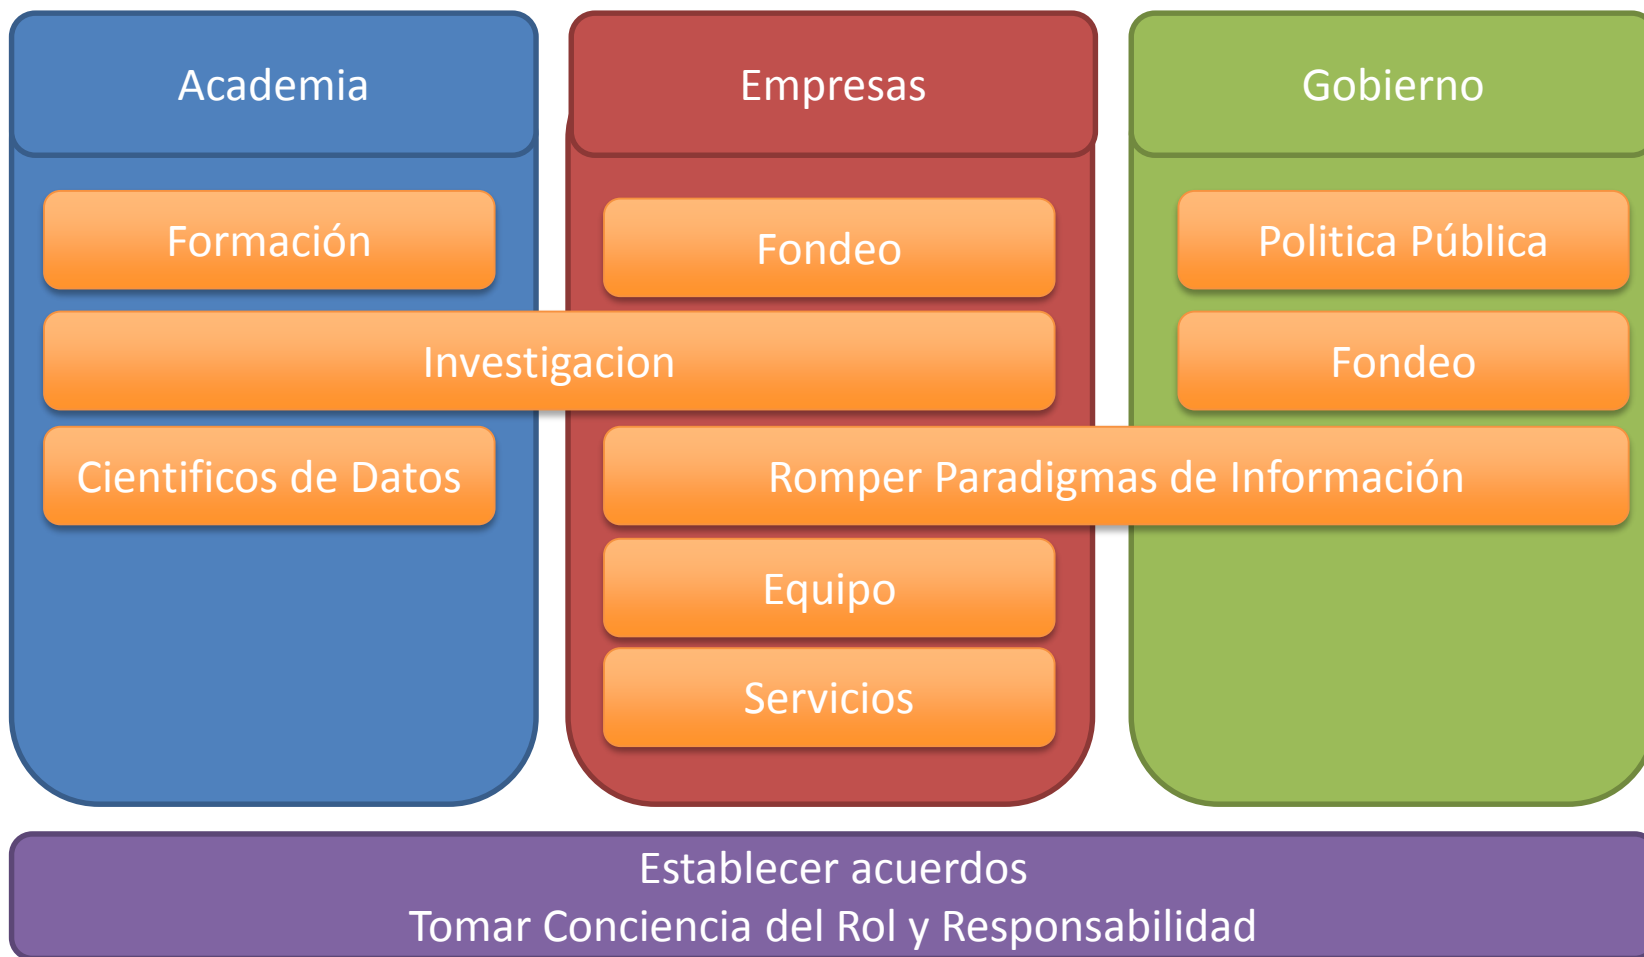 Academia
Empresas
Gobierno
Formación
Fondeo
Politica Pública
Investigacion
Fondeo
Cientificos de Datos
Romper Paradigmas de Información
Equipo
Servicios
Establecer acuerdos
Tomar Conciencia del Rol y Responsabilidad